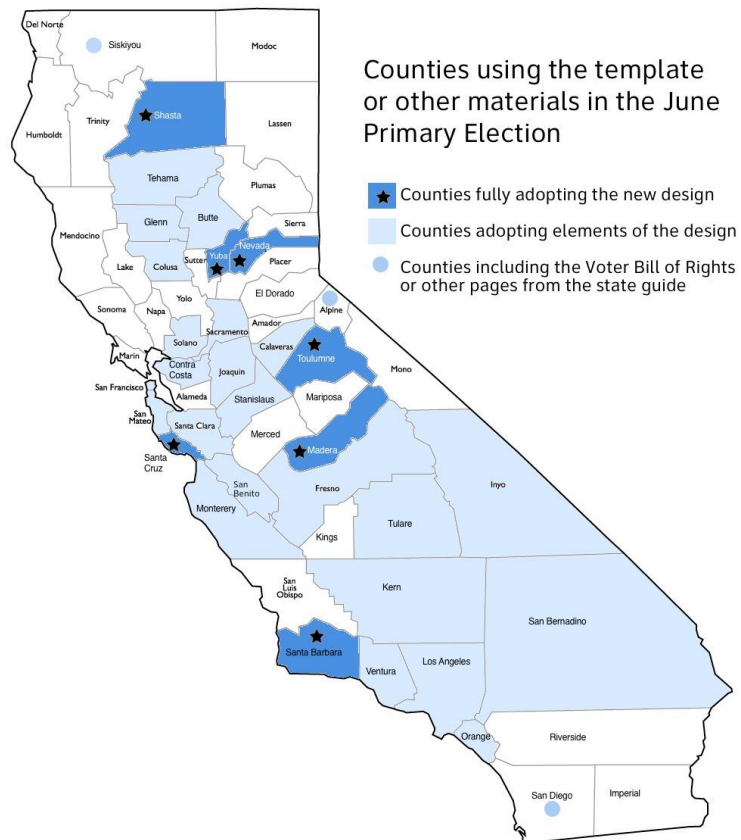 Del Norte
Siskiyou
Modoc
Counties using the template
or other materials in the June
Primary Election
Shasta
Trinity
Lassen
Humboldt
Counties fully adopting the new design
Counties adopting elements of the design
Counties including the Voter Bill of Rights
or other pages from the state guide
Tehama
Plumas
Glenn
Butte
Sierra
Mendocino
Nevada
Yuba
Sutter
Placer
Lake
Colusa
El Dorado
Yolo
Sonoma
Napa
Alpine
Amador
Sacramento
Solano
Calaveras
Marin
Toulumne
Contra
Costa
Joaquin
Mono
San Francisco
Alameda
Stanislaus
Mariposa
San
Mateo
Santa Clara
Merced
Madera
Santa
Cruz
San
Benito
Fresno
Inyo
Monterery
Tulare
Kings
San
Luis
Obispo
Kern
San Bernadino
Santa Barbara
Ventura
Los Angeles
Orange
Riverside
San Diego
Imperial